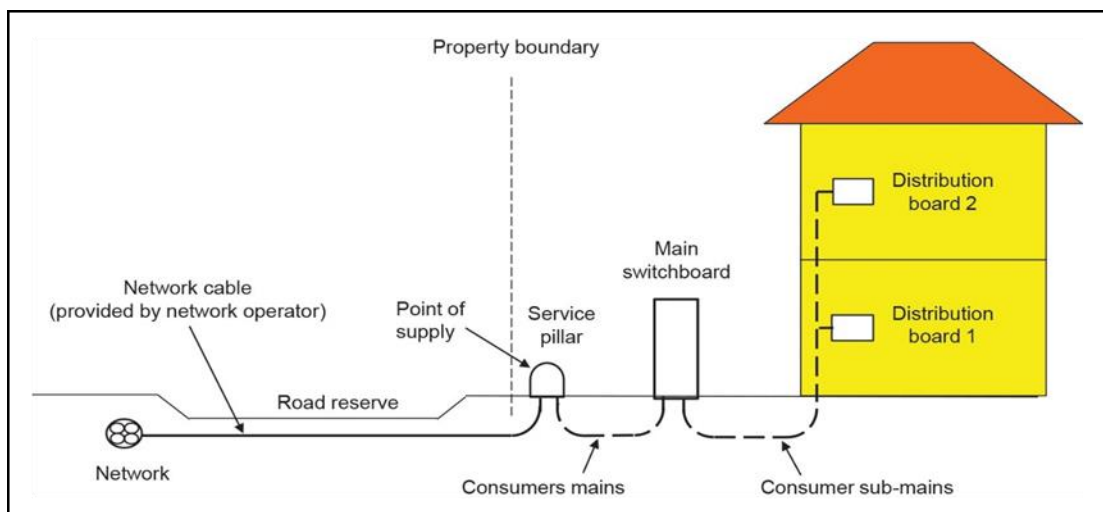 Property boundary
Distribution
board 2
Main
switchboard
Network cable
(provided by network operator)
Point of
supply
Service
pillar
Distribution
board 1
Road reserve
Network
Consumers mains
Consumer sub-mains